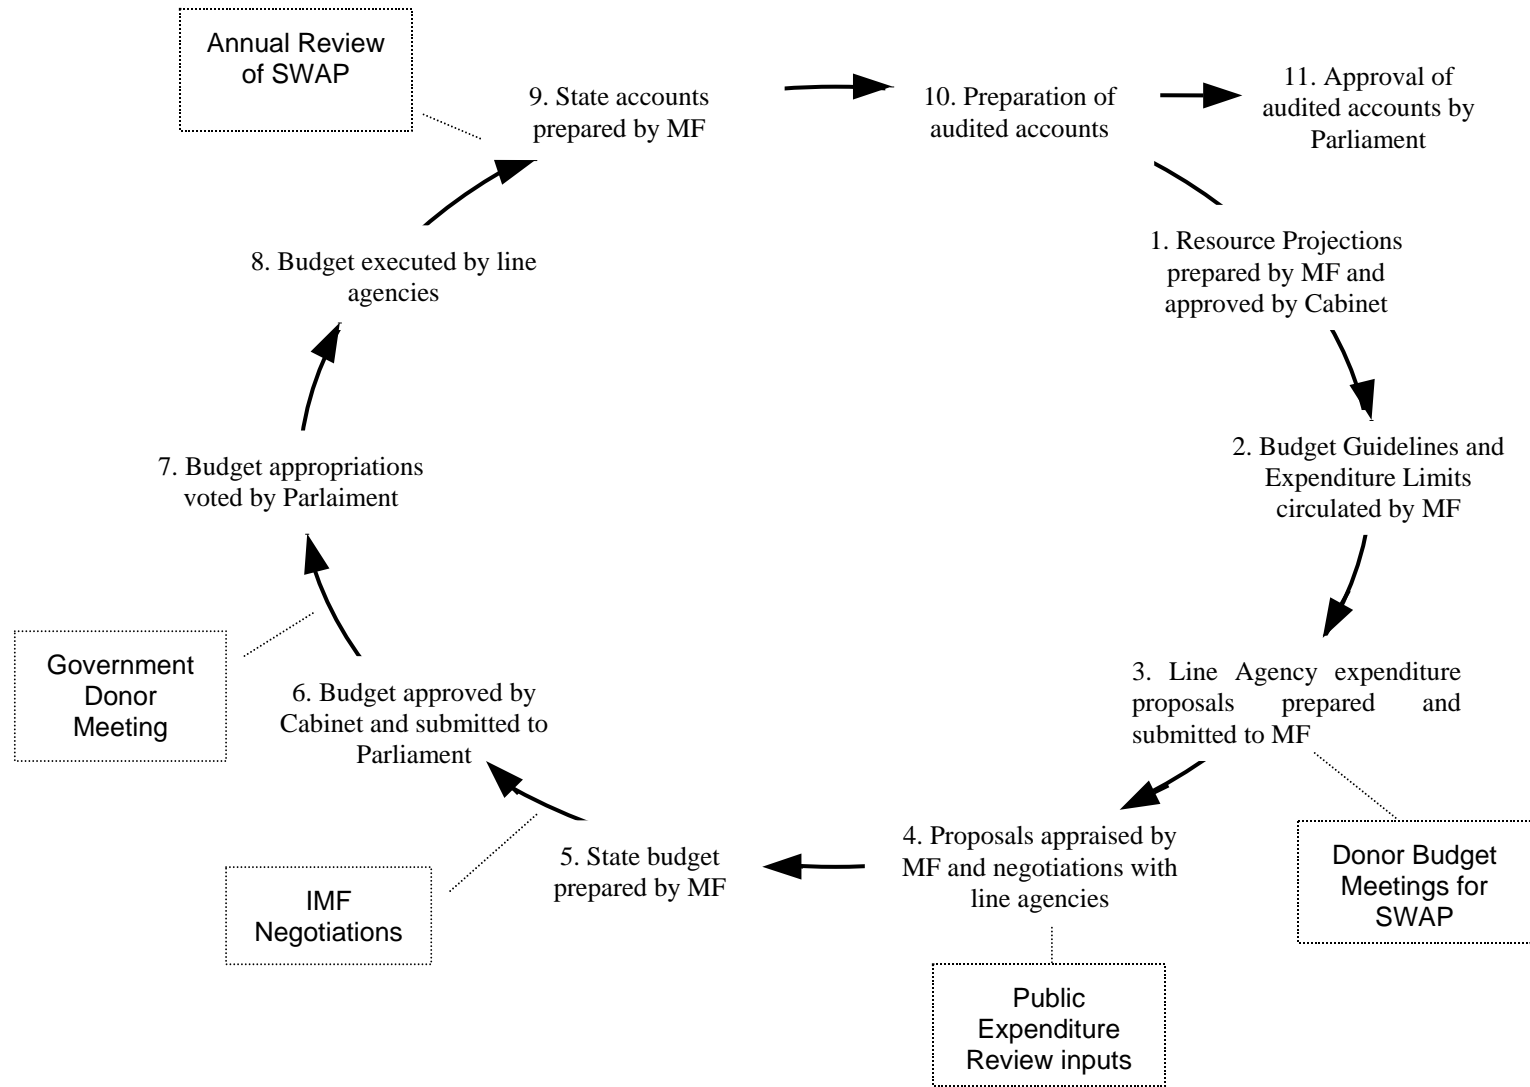 Annual Review
of SWAP
9. State accounts
prepared by MF
10. Preparation of
audited accounts
11. Approval of
audited accounts by
Parliament
1. Resource Projections
prepared by MF and
approved by Cabinet
8. Budget executed by line
agencies
2. Budget Guidelines and
Expenditure Limits
circulated by MF
7. Budget appropriations
voted by Parlaiment
3. Line Agency expenditure
proposals prepared and
submitted to MF
Government
Donor
Meeting
6. Budget approved by
Cabinet and submitted to
Parliament
4. Proposals appraised by
MF and negotiations with
line agencies
5. State budget
prepared by MF
Donor Budget
Meetings for
SWAP
IMF
Negotiations
Public
Expenditure
Review inputs